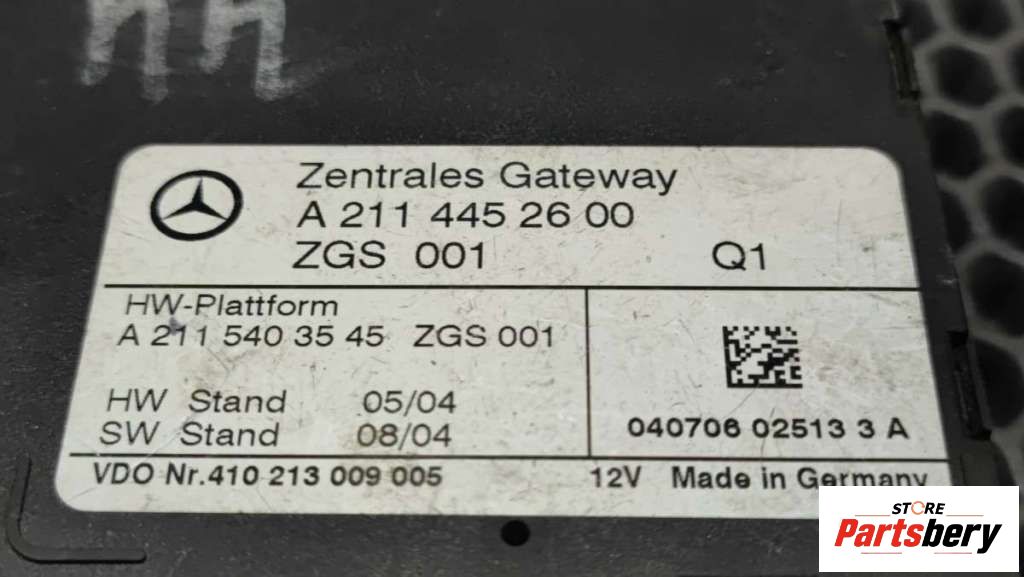 Zentrales Gateway
A 211 445 26 00
ZGS 001 Q1
HW-Plattform
A 211 540 35 45 ZGS 001
HW Stand 05/04
SW Stand 08/04
040706 02513 3 A
VDO Nr.410 213 009 005 12V Made in Germany
STORE
Partsbery